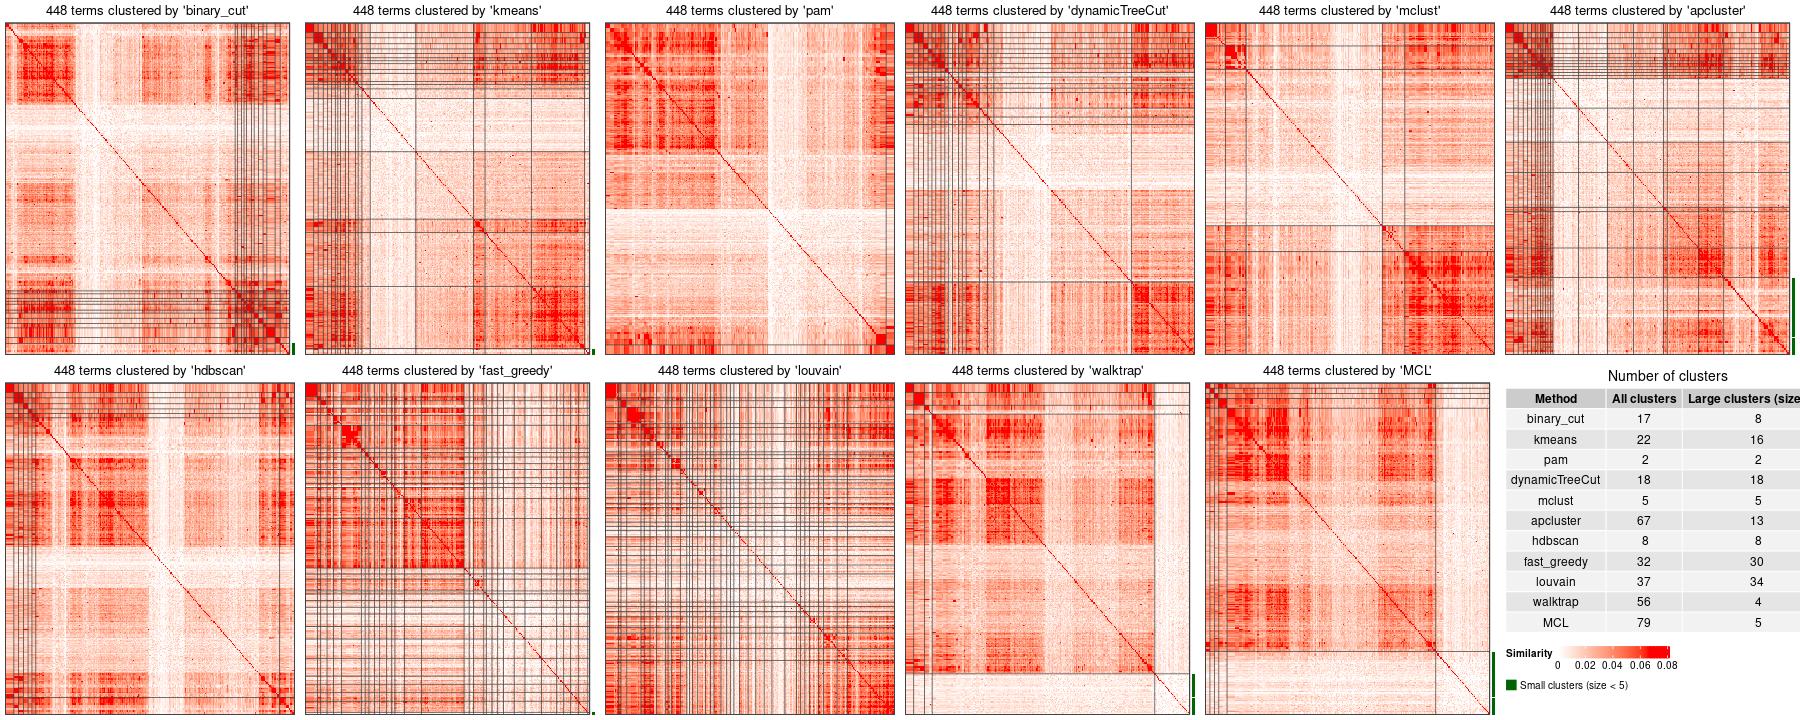 448 terms clustered by 'binary_cut'
448 terms clustered by 'kmeans'
448 terms clustered by 'pam'
448 terms clustered by 'dynamicTreeCut'
448 terms clustered by 'mclust'
448 terms clustered by 'apcluster'
448 terms clustered by 'hdbscan'
448 terms clustered by 'fast_greedy'
448 terms clustered by 'louvain'
448 terms clustered by 'walktrap'
448 terms clustered by 'MCL'
Number of clusters
Method All clusters Large clusters (size
binary_cut 17 8
kmeans 22 16
pam 2 2
dynamicTreeCut 18 18
mclust 5 5
apcluster 67 13
hdbscan 8 8
fast_greedy 32 30
louvain 37 34
walktrap 56 4
MCL 79 5
Similarity
0 0.02 0.04 0.06 0.08
Small clusters (size < 5)